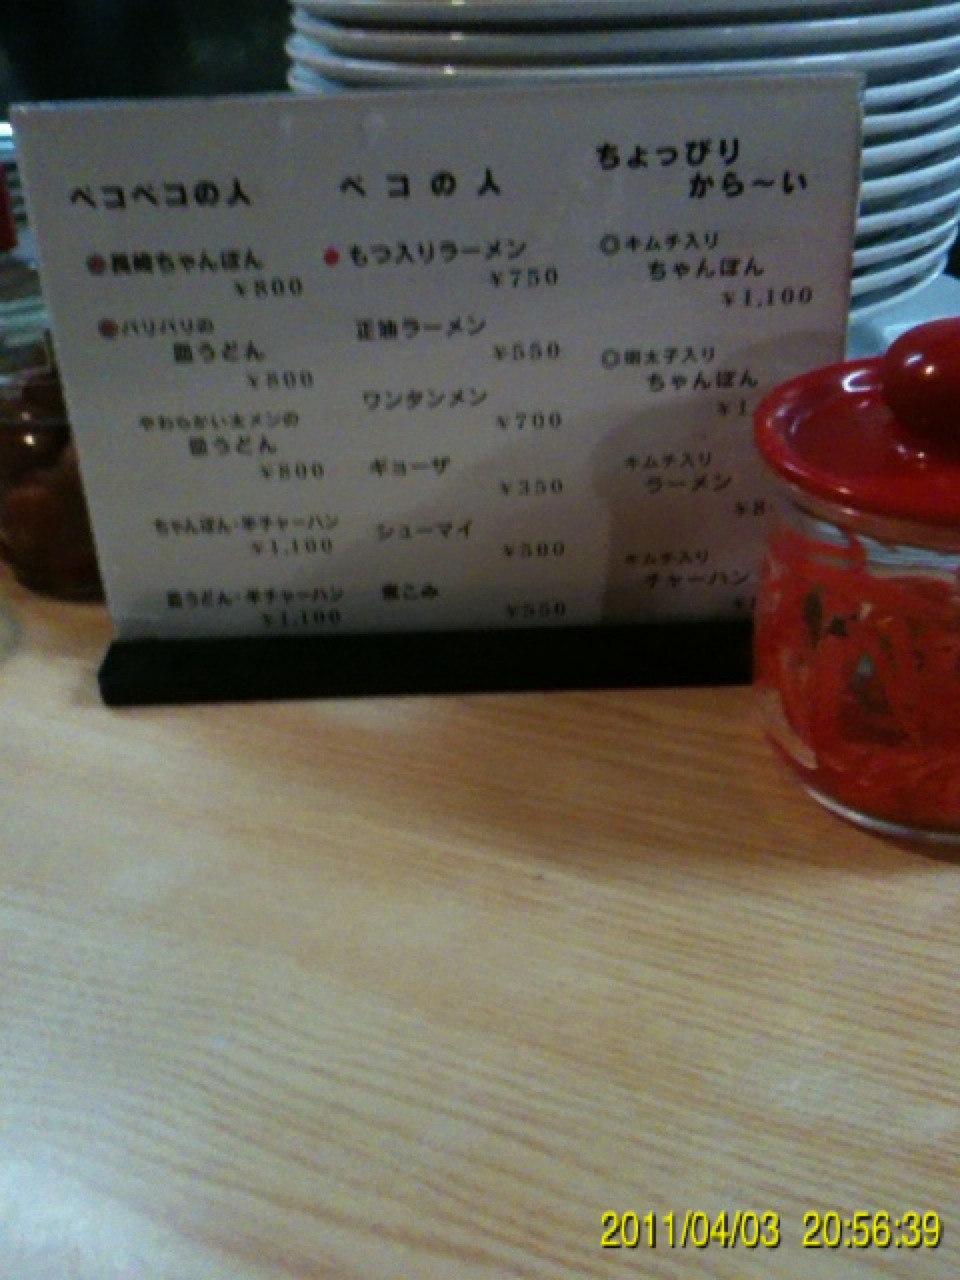 ペコペコの人
長崎ちゃんぽん
¥800
パリパリの
皿うどん
¥800
やわらかい太メンの
皿うどん
¥800
ちゃんぽん・半チャーハン
¥1,100
皿うどん・半チャーハン
¥1,100
ペコの人
もつ入りラーメン
¥750
正油ラーメン
¥550
ワンタンメン
¥700
ギョーザ
¥350
シューマイ
¥500
煮こみ
¥550
ちょっぴり
から～い
◎キムチ入り
ちゃんぽん
¥1,100
◎明太子入り
ちゃんぽん
¥1
キムチ入り
ラーメン
¥8
キムチ入り
チャーハン
2011/04/03 20:56:39